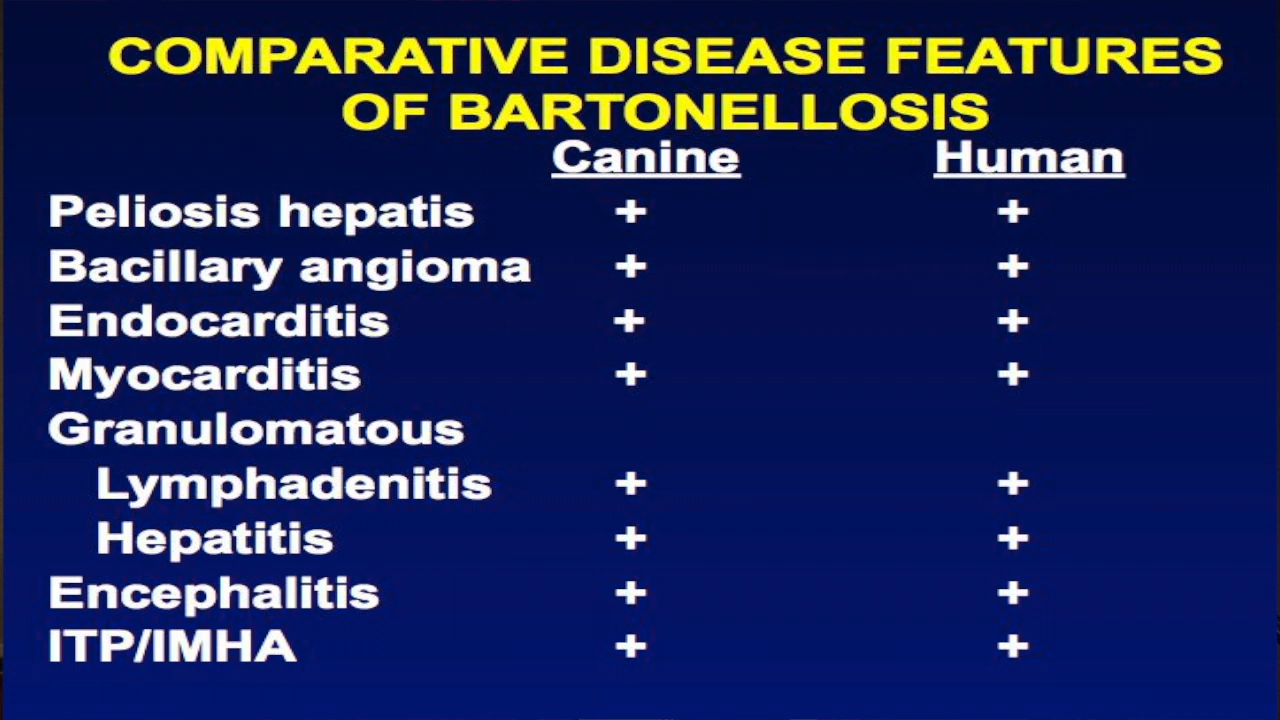 COMPARATIVE DISEASE FEATURES
OF BARTONELLOSIS
Canine Human
Peliosis hepatis + +
Bacillary angioma + +
Endocarditis + +
Myocarditis + +
Granulomatous
Lymphadenitis + +
Hepatitis + +
Encephalitis + +
ITP/IMHA + +